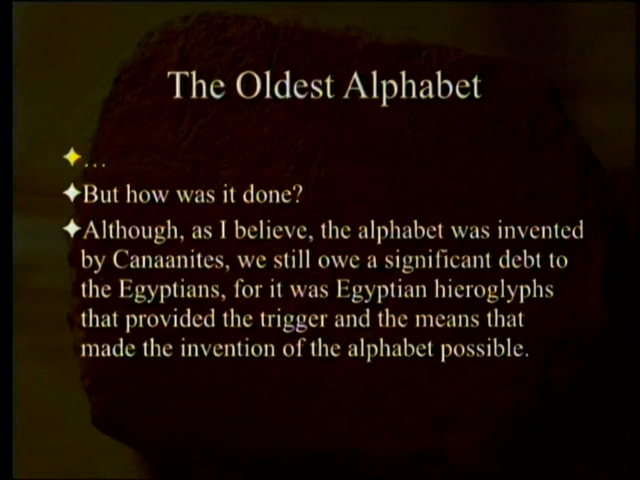 The Oldest Alphabet
...
But how was it done?
Although, as I believe, the alphabet was invented
by Canaanites, we still owe a significant debt to
the Egyptians, for it was Egyptian hieroglyphs
that provided the trigger and the means that
made the invention of the alphabet possible.